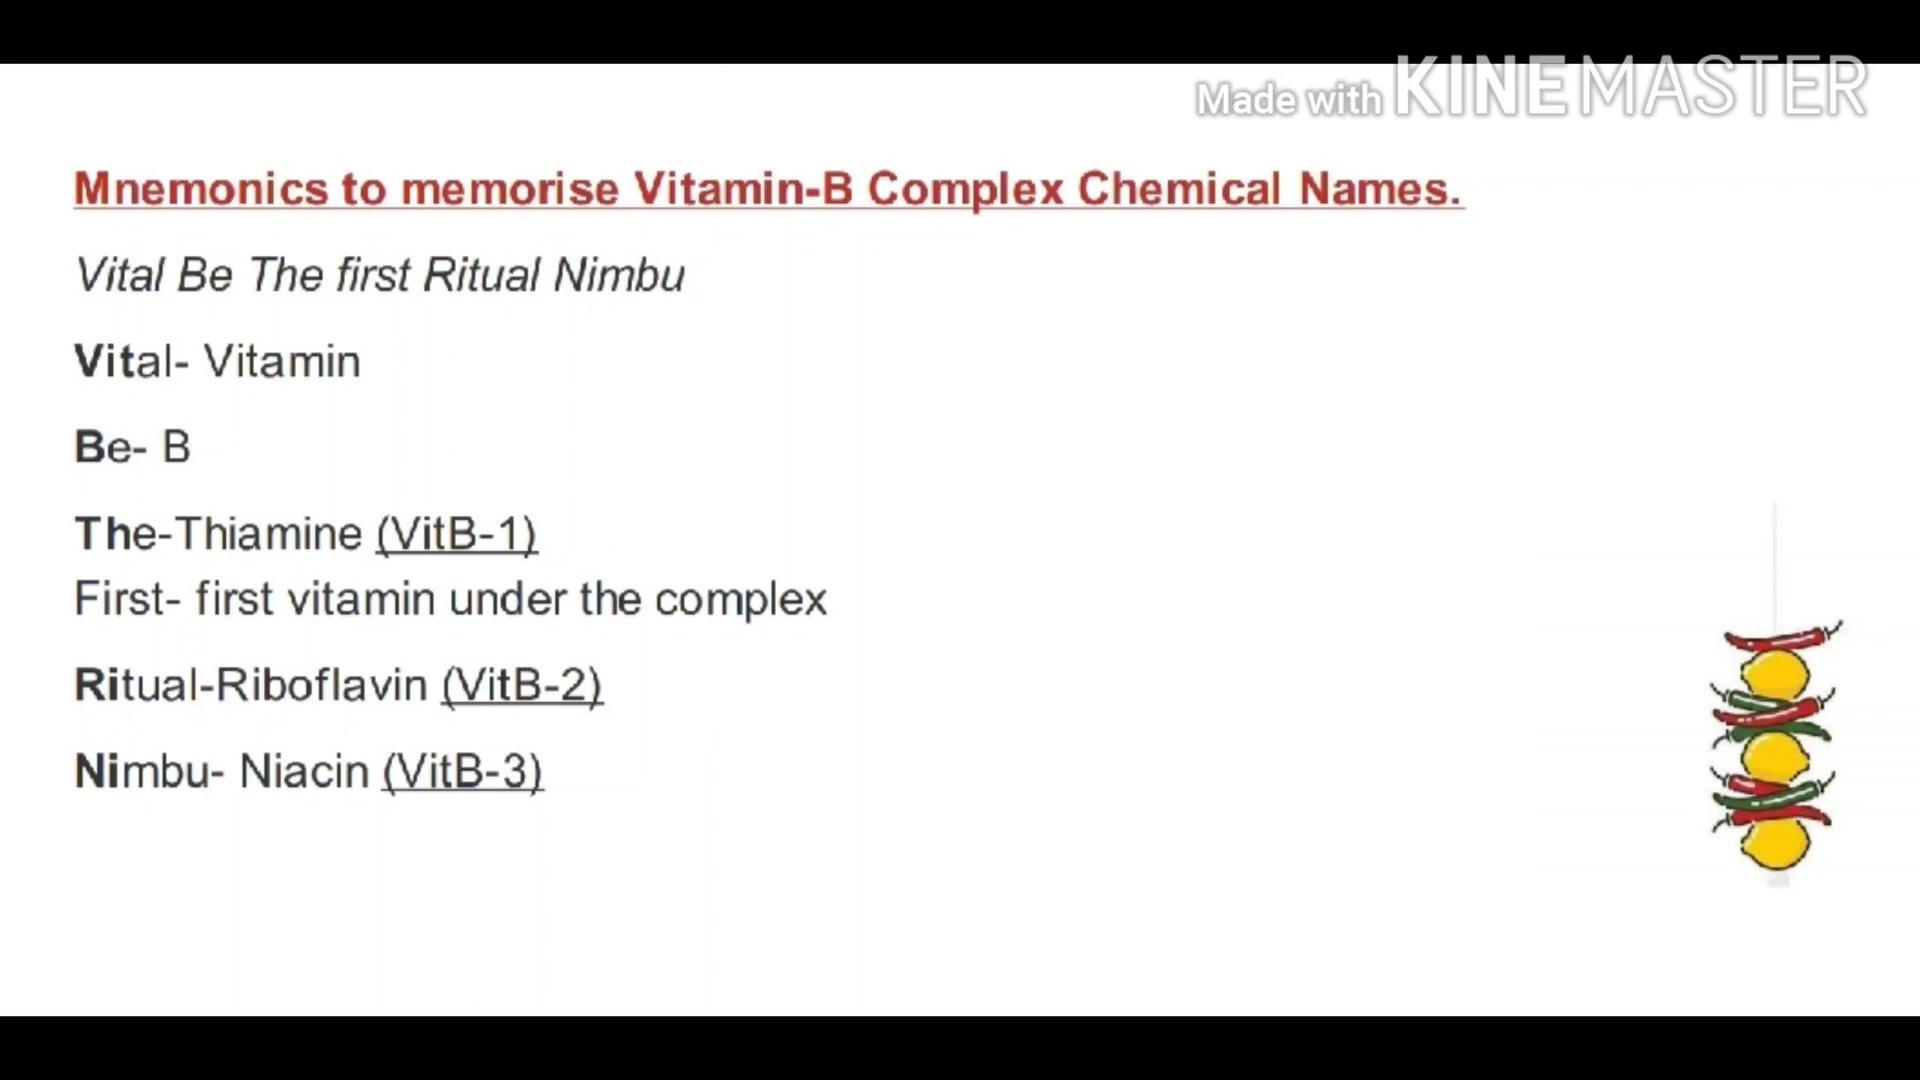 Made with KINEMASTER
Mnemonics to memorise Vitamin-B Complex Chemical Names.
Vital Be The first Ritual Nimbu
Vital- Vitamin
Be- B
The-Thiamine (VitB-1)
First- first vitamin under the complex
Ritual-Riboflavin (VitB-2)
Nimbu- Niacin (VitB-3)